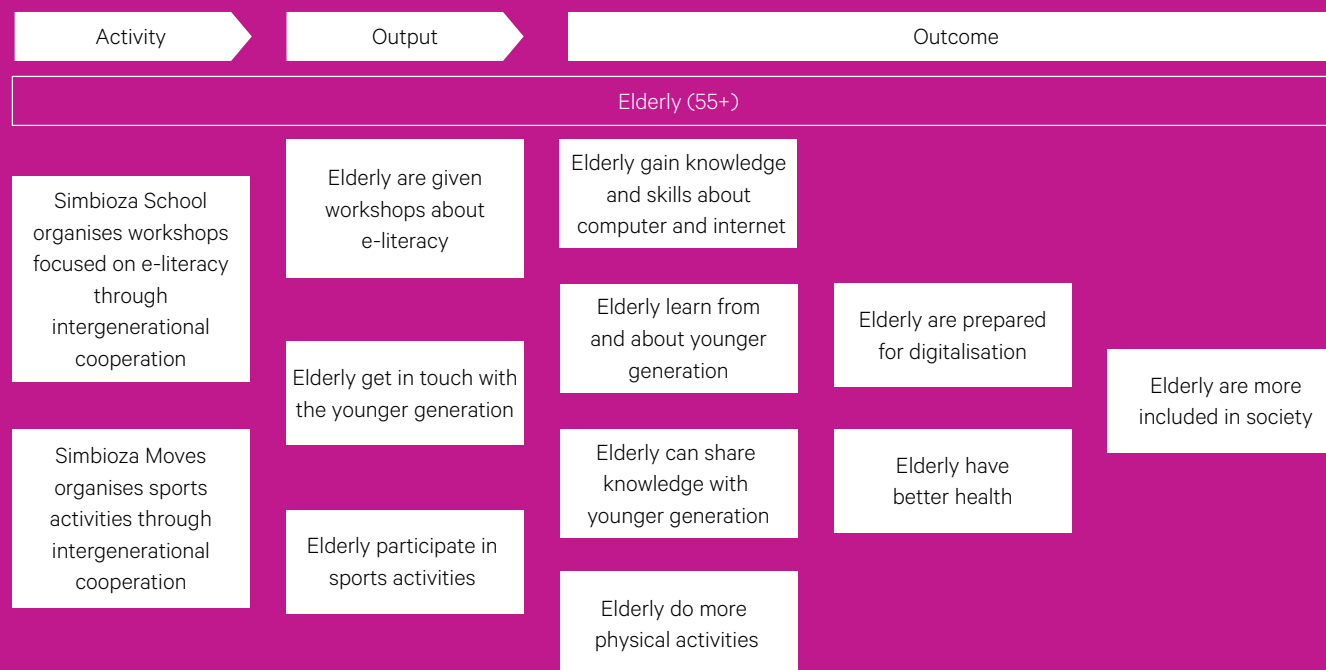 Activity
Output
Outcome
Elderly (55+)
Simbioza School
organises workshops
focused on e-literacy
through
intergenerational
cooperation
Simbioza Moves
organises sports
activities through
intergenerational
cooperation
Elderly are given
workshops about
e-literacy
Elderly get in touch with
the younger generation
Elderly participate in
sports activities
Elderly gain knowledge
and skills about
computer and internet
Elderly learn from
and about younger
generation
Elderly can share
knowledge with
younger generation
Elderly do more
physical activities
Elderly are prepared
for digitalisation
Elderly have
better health
Elderly are more
included in society